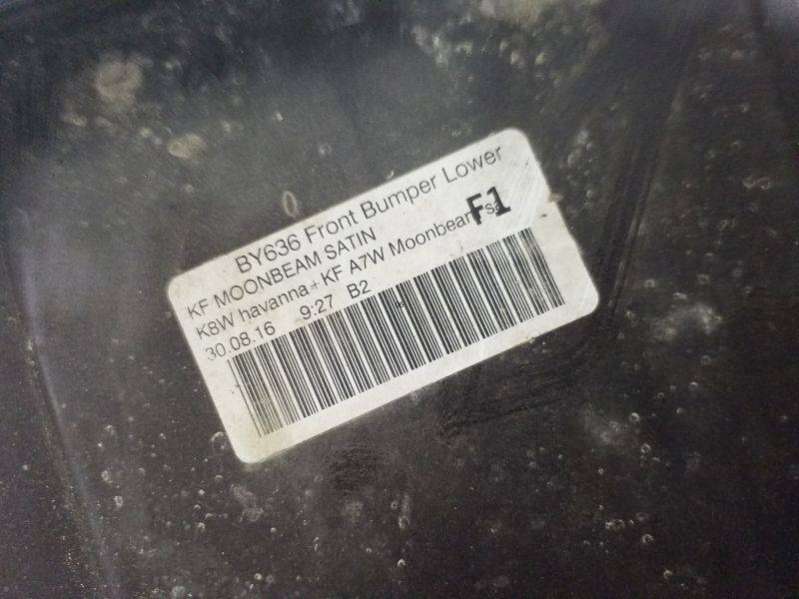 BY636 Front Bumper Lower
KF MOONBEAM SATIN
F1
K8W havanna+KF A7W Moonbeam Sa
30.08.16 9:27 B2